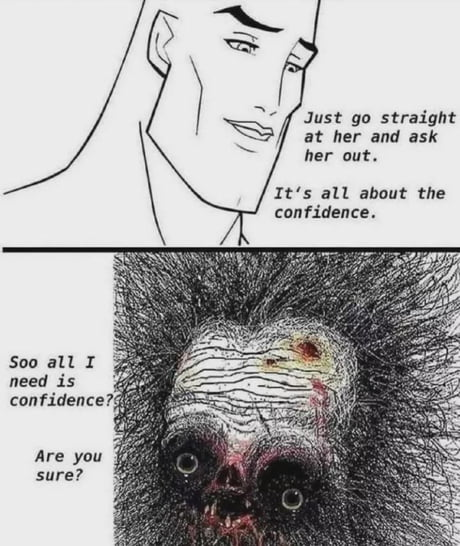 Just go straight
at her and ask
her out.
It's all about the
confidence.
Soo all I
need is
confidence?
Are you
sure?